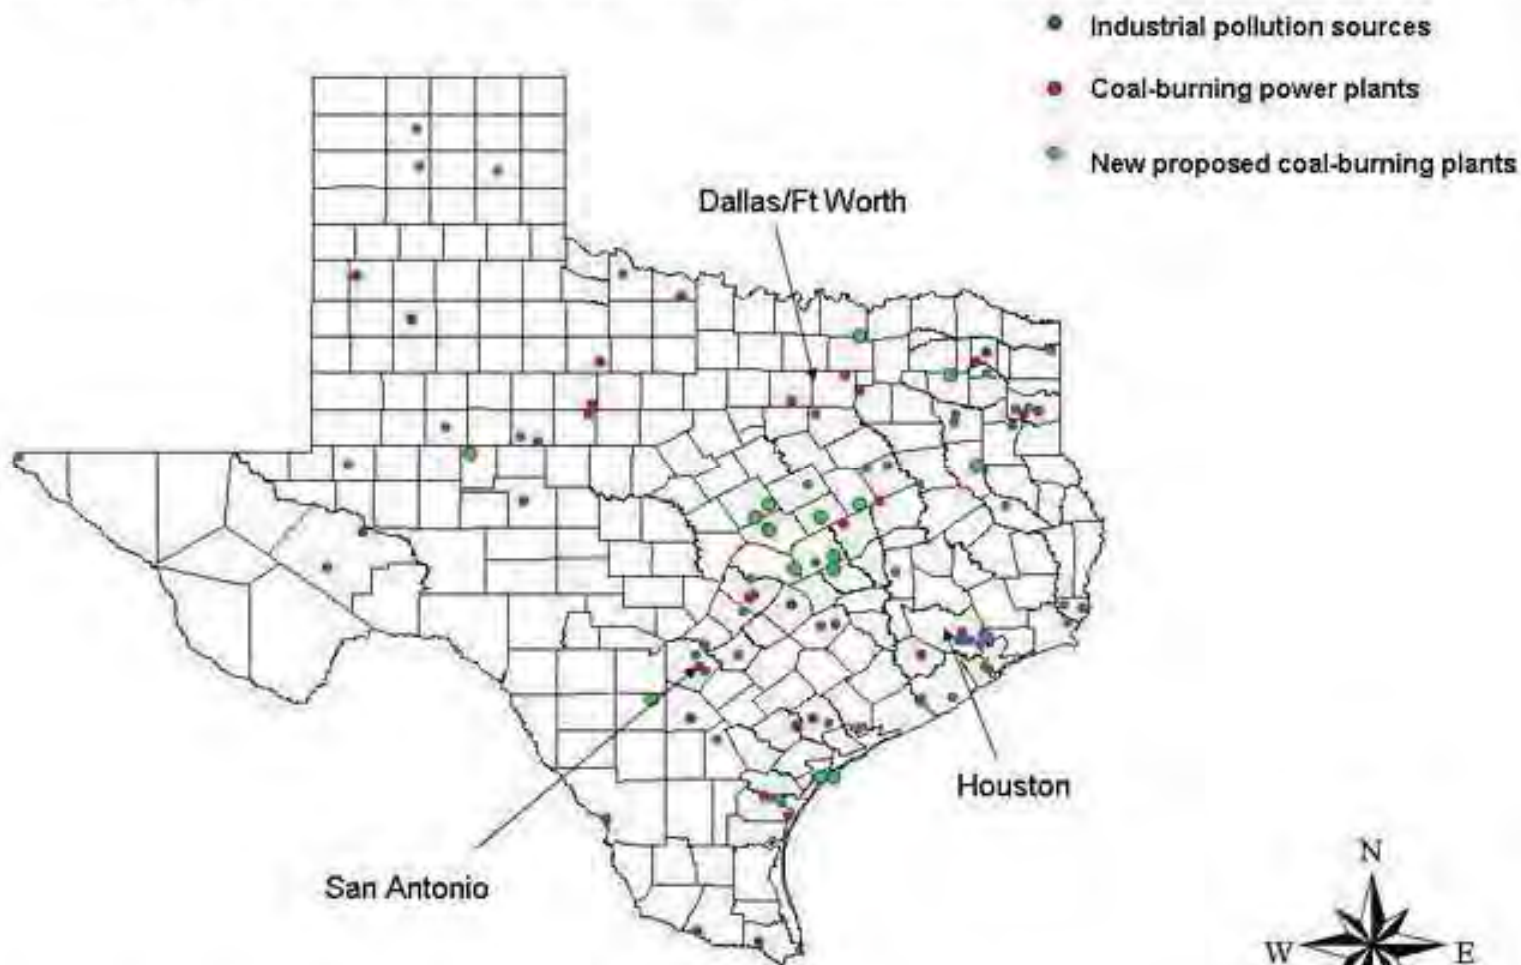 Industrial pollution sources
Coal-burning power plants
New proposed coal-burning plants
Dallas/Ft Worth
Houston
San Antonio
N
W E